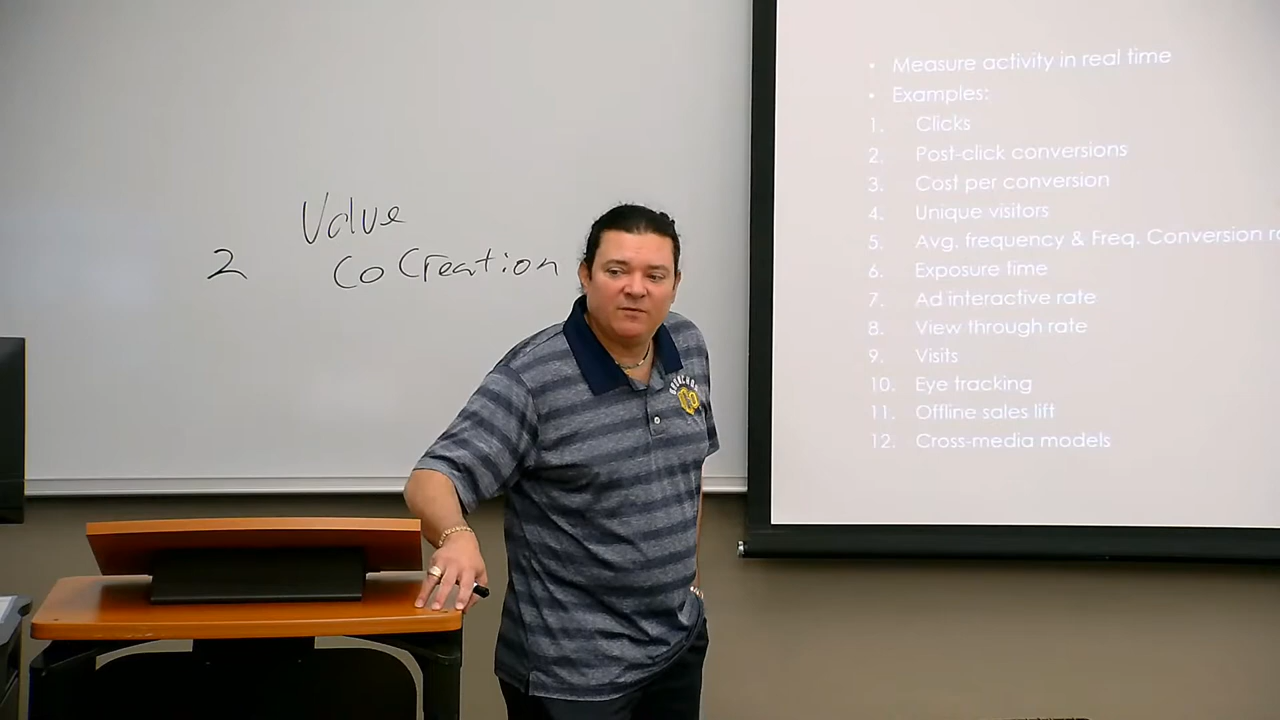 Value
2 CoCreation
• Measure activity in real time
• Examples:
1. Clicks
2. Post-click conversions
3. Cost per conversion
4. Unique visitors
5. Avg. frequency & Freq. Conversion
6. Exposure time
7. Ad interactive rate
8. View through rate
9. Visits
10. Eye tracking
11. Offline sales lift
12. Cross-media models